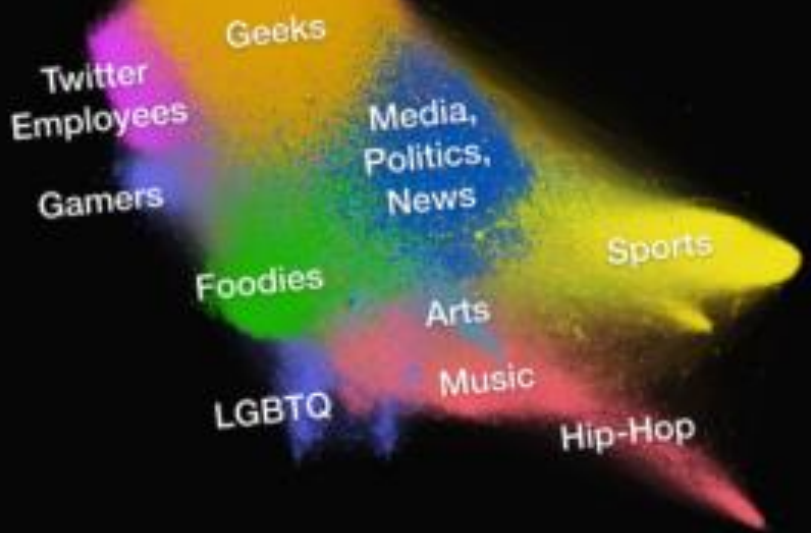 Geeks
Twitter
Employees
Media,
Politics,
News
Gamers
Sports
Foodies
Arts
Music
LGBTQ
Hip-Hop